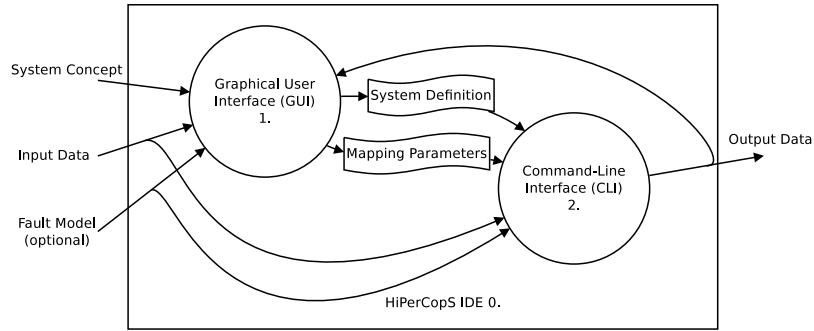 System Concept
Graphical User
Interface (GUI)
1.
System Definition
Input Data
Mapping Parameters
Output Data
Command-Line
Interface (CLI)
2.
Fault Model
(optional)
HiPerCopS IDE 0.